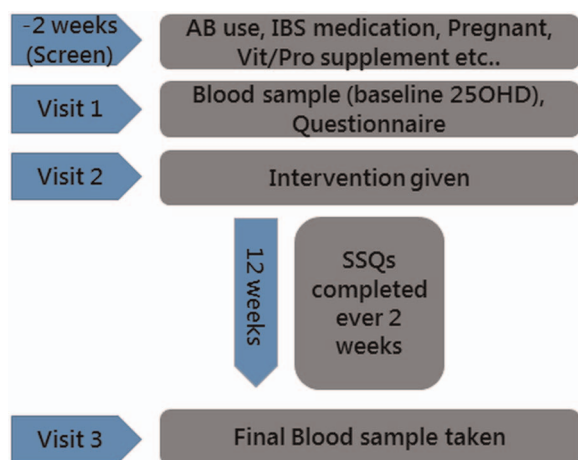 -2 weeks
(Screen)
AB use, IBS medication, Pregnant,
Vit/Pro supplement etc..
Visit 1
Blood sample (baseline 25OHD),
Questionnaire
Visit 2
Intervention given
12 weeks
SSQs
completed
ever 2
weeks
Visit 3
Final Blood sample taken